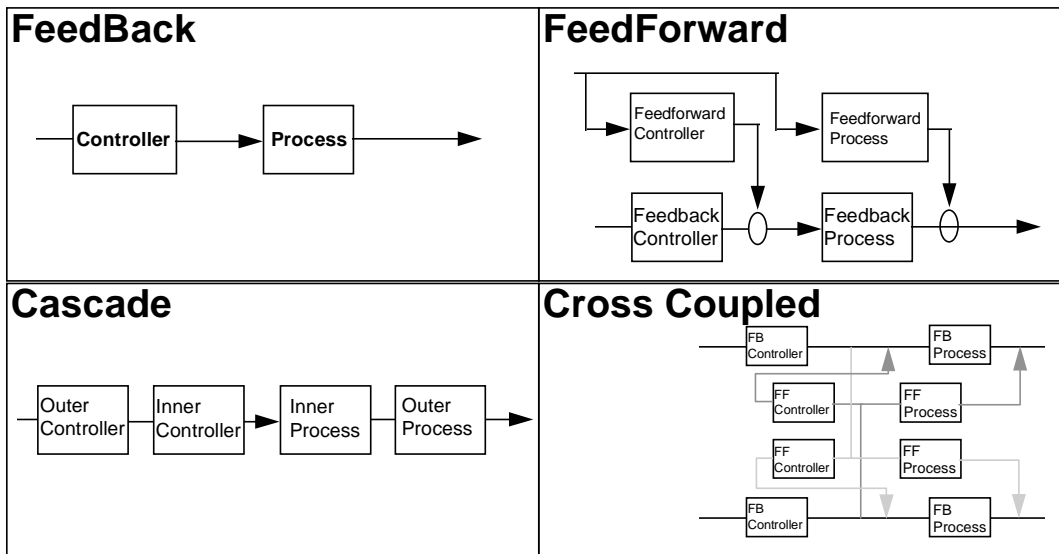 FeedBack
Controller
Process
FeedForward
Feedforward
Controller
Feedforward
Process
Feedback
Controller
Feedback
Process
Cascade
Outer
Controller
Inner
Controller
Inner
Process
Outer
Process
Cross Coupled
FB
Controller
FB
Process
FF
Controller
FF
Process
FF
Controller
FF
Process
FB
Controller
FB
Process